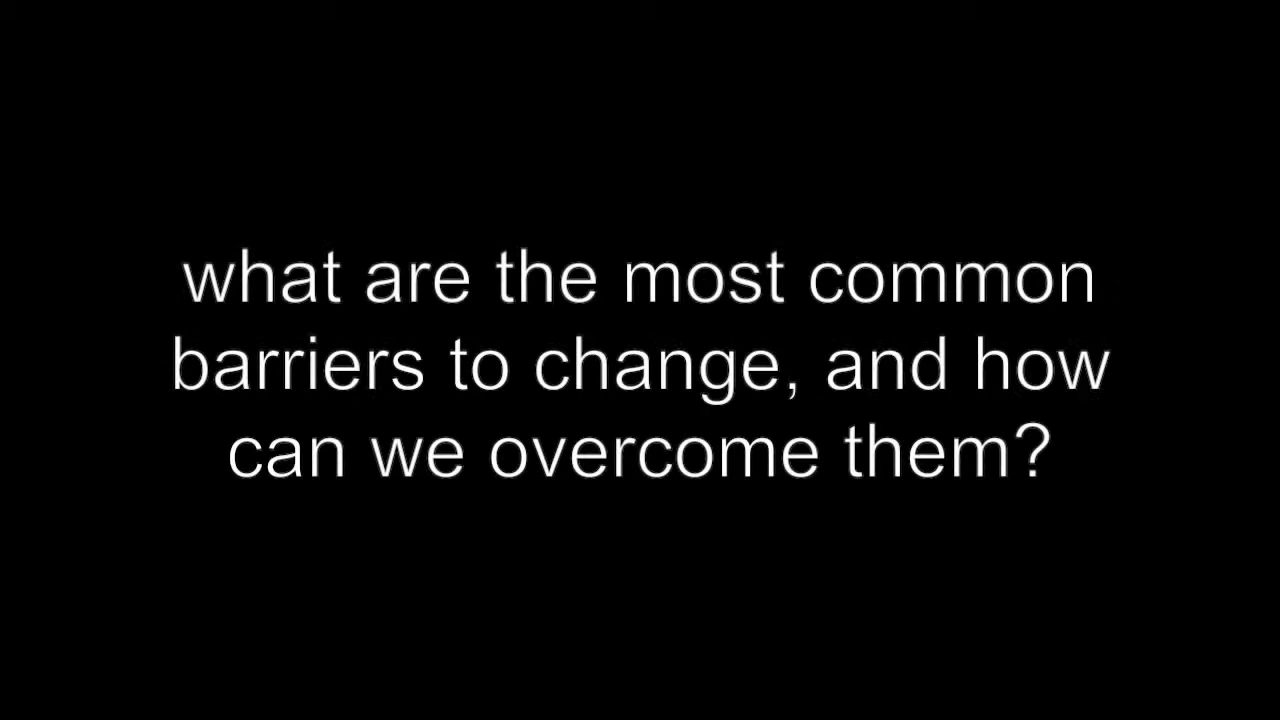 what are the most common
barriers to change, and how
can we overcome them?